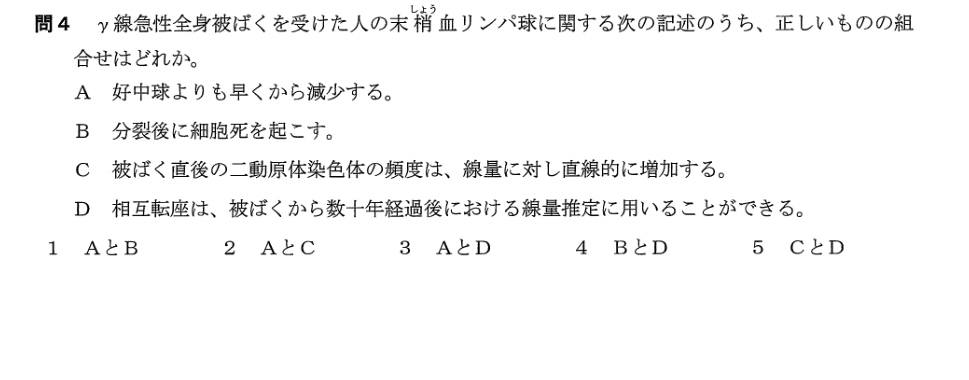 問4　γ線急性全身被ばくを受けた人の末梢血リンパ球に関する次の記述のうち、正しいものの組
合せはどれか。
A　好中球よりも早くから減少する。
B　分裂後に細胞死を起こす。
C　被ばく直後の二動原体染色体の頻度は、線量に対し直線的に増加する。
D　相互転座は、被ばくから数十年経過後における線量推定に用いることができる。
1　AとB　2　AとC　3　AとD　4　BとD　5　CとD